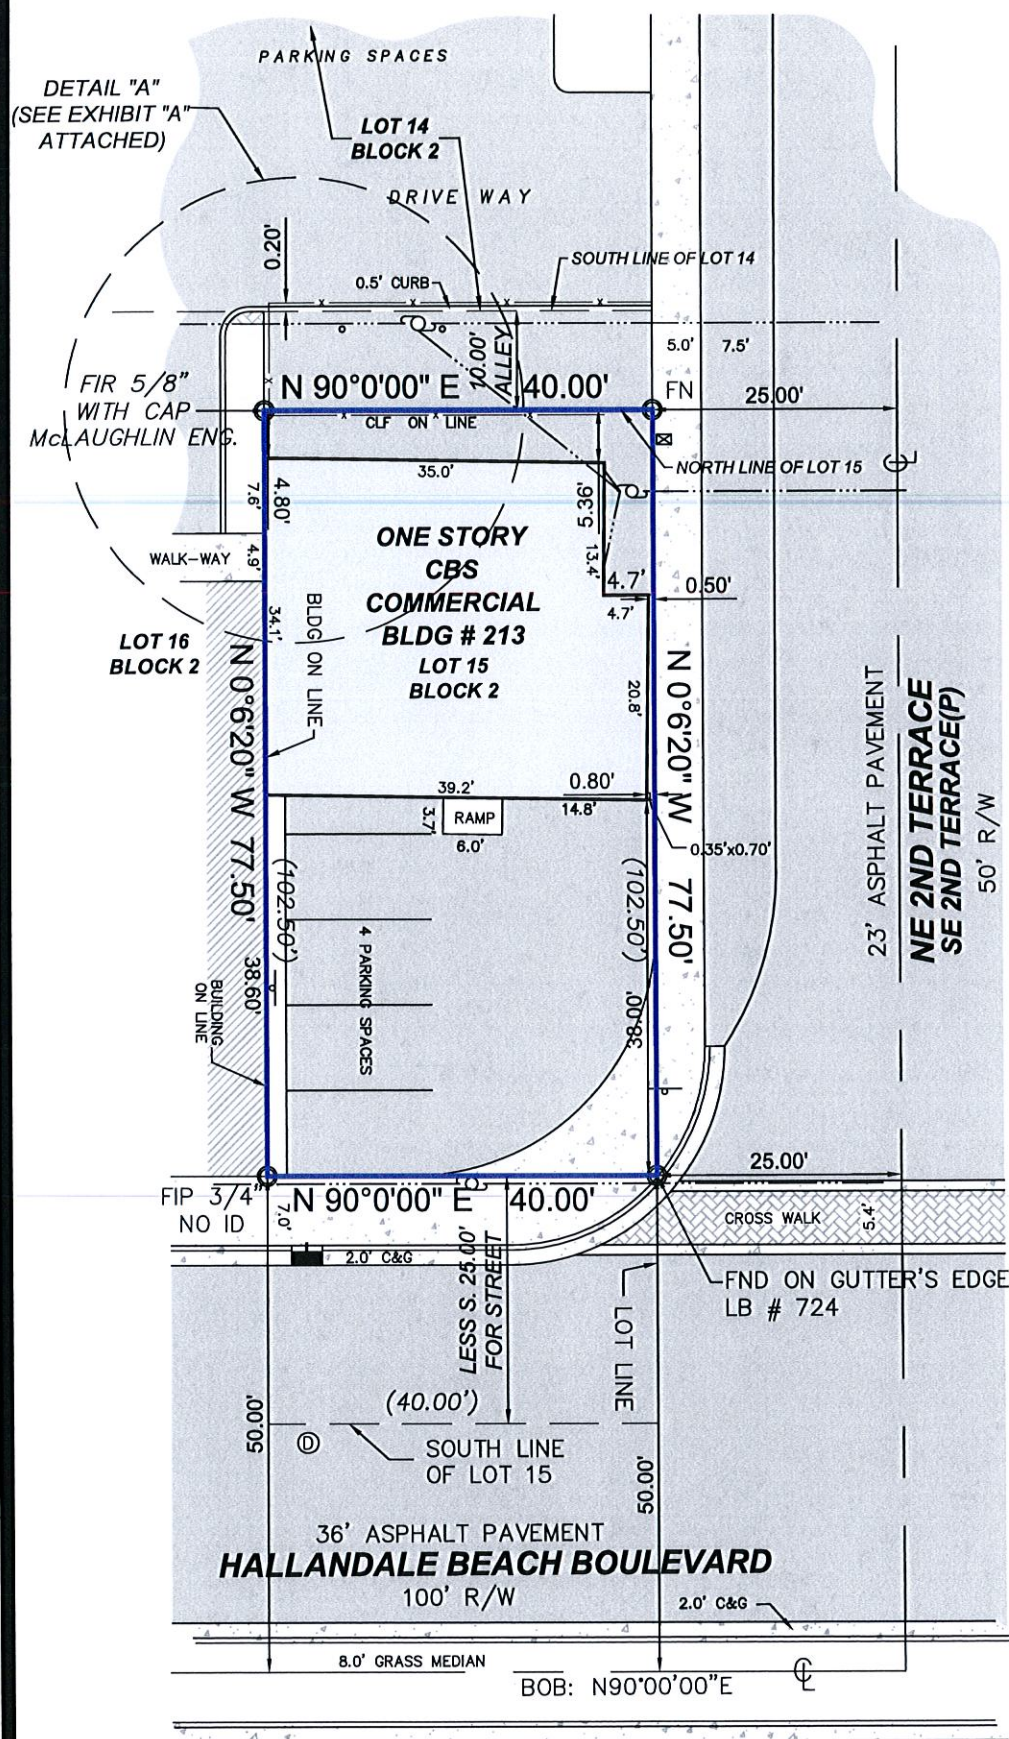 PARKING SPACES
DETAIL "A"
(SEE EXHIBIT "A"
ATTACHED)
LOT 14
BLOCK 2
DRIVE WAY
0.20'
SOUTH LINE OF LOT 14
0.5' CURB
10.00'
ALLEY
5.0'
7.5'
FIR 5/8"
WITH CAP
McLAUGHLIN ENG.
N 90°0'00" E
40.00'
FN
25.00'
CLF ON LINE
NORTH LINE OF LOT 15
35.0'
4.80'
7.6'
5.36'
13.4'
ONE STORY
CBS
COMMERCIAL
BLDG # 213
LOT 15
BLOCK 2
WALK-WAY
4.9'
4.7'
4.7'
0.50'
34.1'
BLDG ON LINE
LOT 16
BLOCK 2
N 0°6'20" W 77.50'
20.8'
N 0°6'20" W 77.50'
23' ASPHALT PAVEMENT
NE 2ND TERRACE
SE 2ND TERRACE(P)
50' R/W
39.2'
0.80'
14.8'
3.7'
RAMP
6.0'
0.35'x0.70'
(102.50')
(102.50')
4 PARKING SPACES
38.60'
38.00'
BUILDING
ON LINE
25.00'
FIP 3/4"
NO ID
7.0'
N 90°0'00" E
40.00'
CROSS WALK
5.4'
2.0' C&G
LESS S. 25.00'
FOR STREET
LOT LINE
FND ON GUTTER'S EDGE
LB # 724
(40.00')
50.00'
D
SOUTH LINE
OF LOT 15
50.00'
36' ASPHALT PAVEMENT
HALLANDALE BEACH BOULEVARD
100' R/W
2.0' C&G
8.0' GRASS MEDIAN
BOB: N90°00'00"E